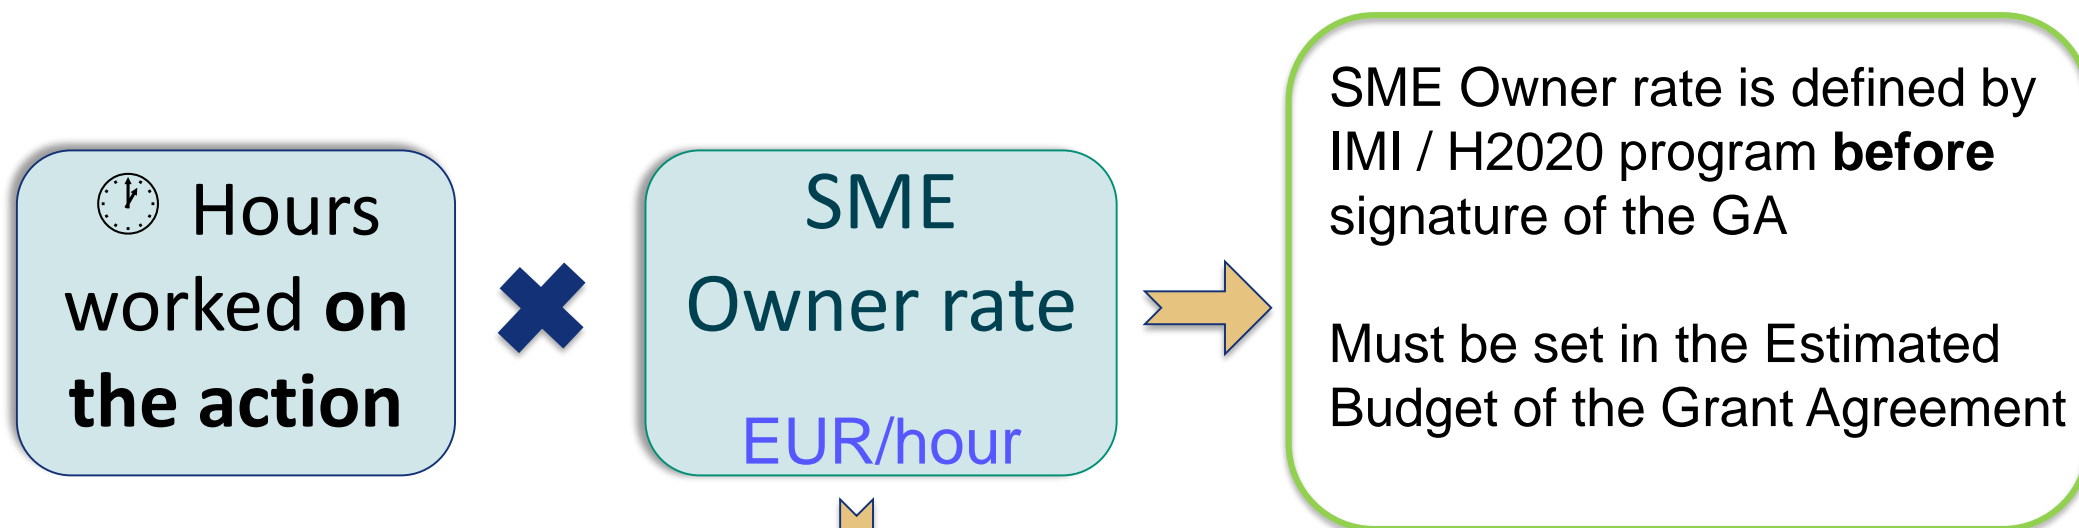 Hours
worked on
the action
SME
Owner rate
EUR/hour
SME Owner rate is defined by
IMI / H2020 program before
signature of the GA
Must be set in the Estimated
Budget of the Grant Agreement